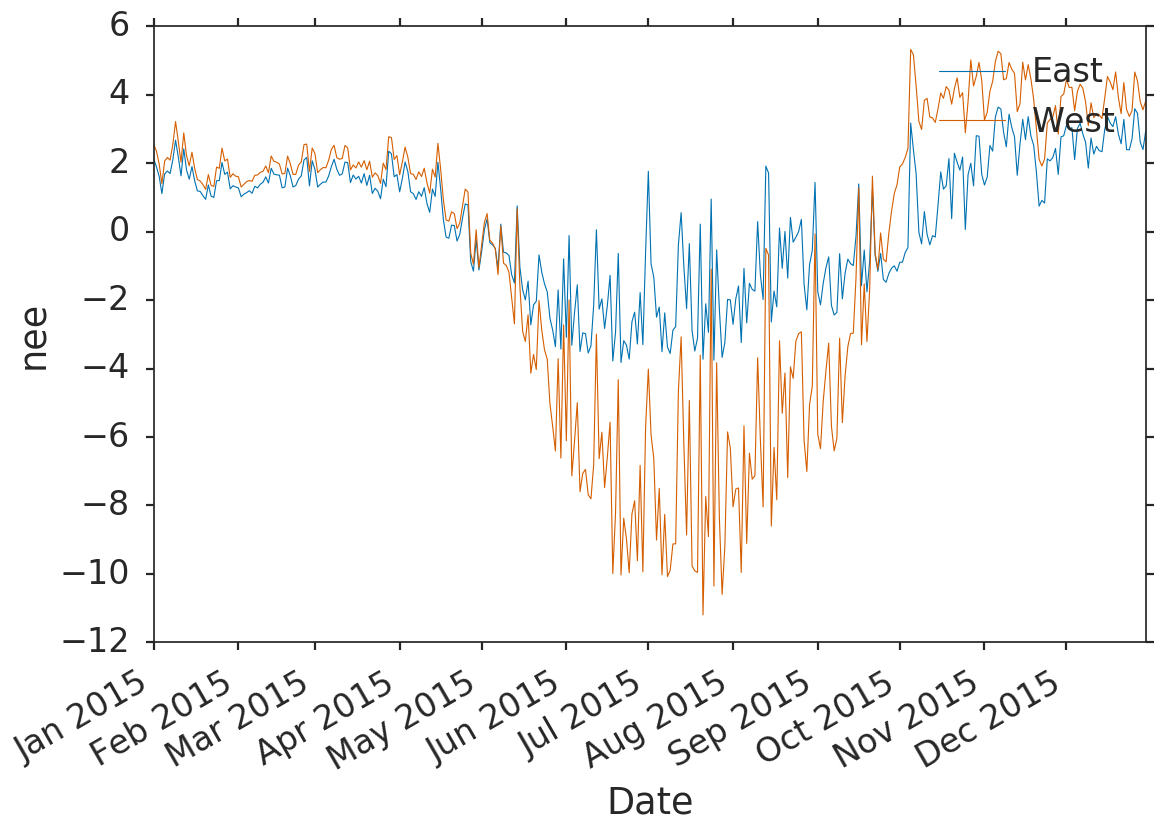 6
4
2
0
−2
−4
−6
−8
−10
−12
nee
East
West
Jan 2015
Feb 2015
Mar 2015
Apr 2015
May 2015
Jun 2015
Jul 2015
Aug 2015
Sep 2015
Oct 2015
Nov 2015
Dec 2015
Date